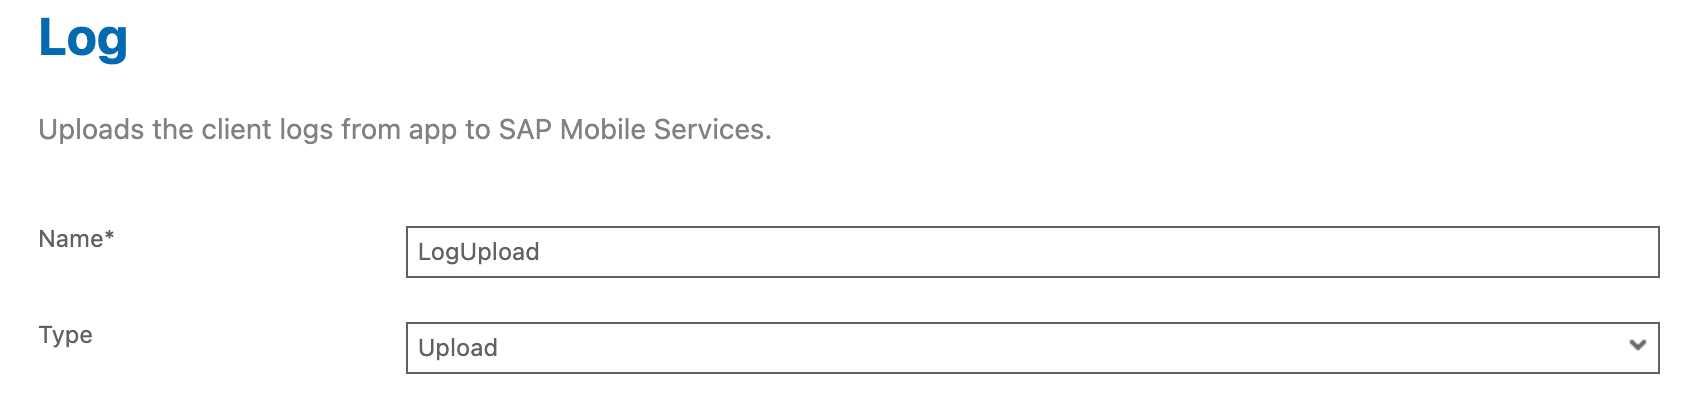 Log
Uploads the client logs from app to SAP Mobile Services.
Name*
LogUpload
Type
Upload